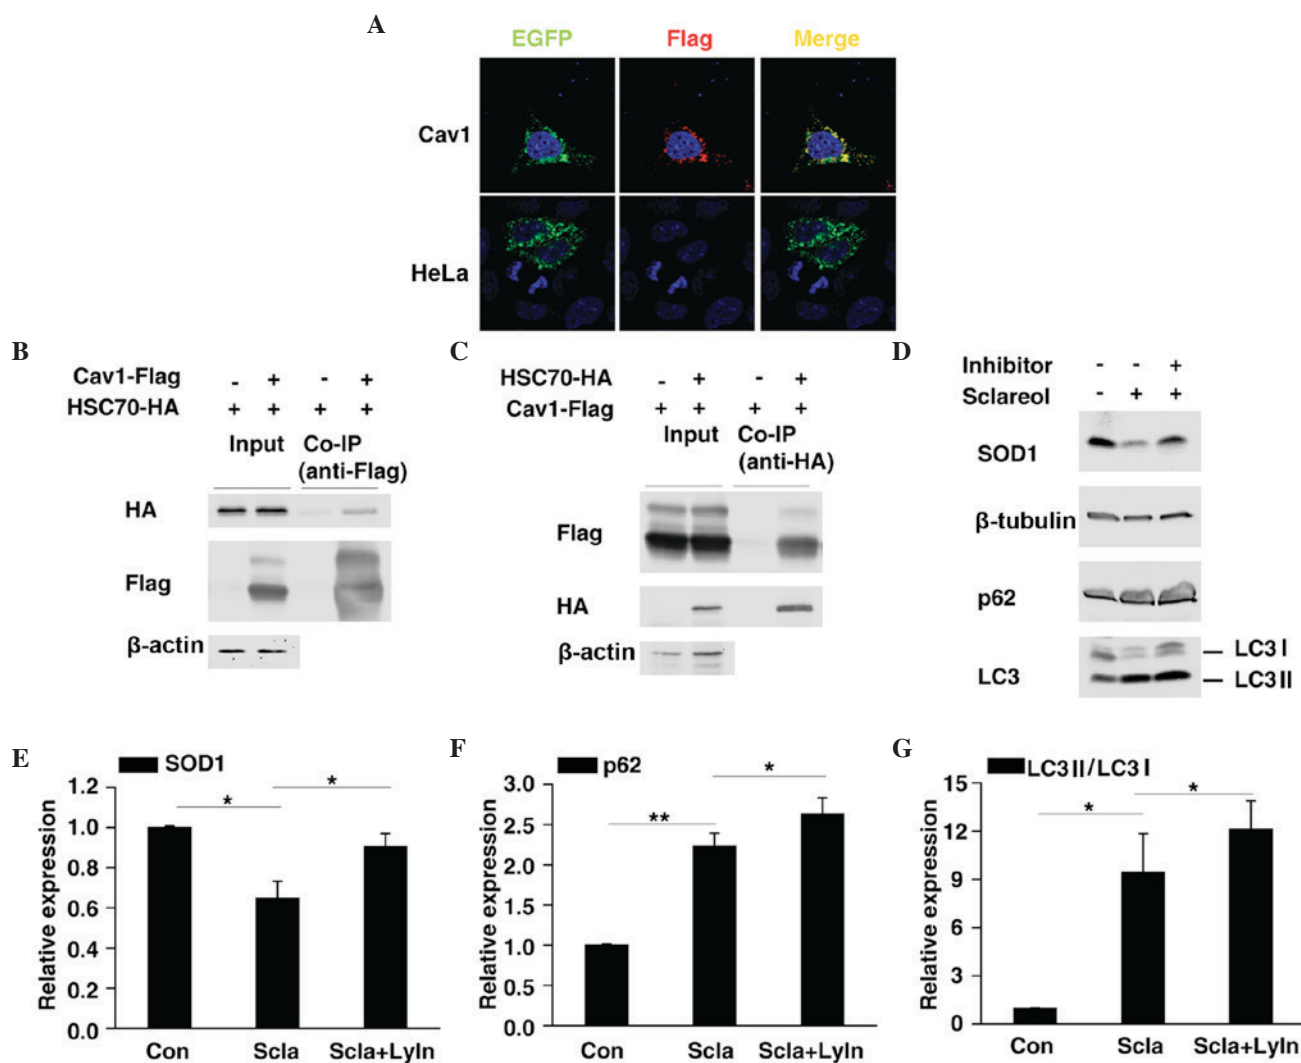 A
EGFP Flag Merge
Cav1
HeLa
B
Cav1-Flag - + - +
HSC70-HA + + + +
Input Co-IP
(anti-Flag)
HA
Flag
β-actin
C
HSC70-HA - + - +
Cav1-Flag + + + +
Input Co-IP
(anti-HA)
Flag
HA
β-actin
D
Inhibitor - - +
Sclareol - + +
SOD1
β-tubulin
p62
LC3 I
LC3
LC3 II
E
SOD1
Relative expression
1.2
1.0
0.8
0.6
0.4
0.2
0.0
* *
Con Scla Scla+LyIn
F
p62
Relative expression
3.0
2.5
2.0
1.5
1.0
0.5
0.0
** *
Con Scla Scla+LyIn
G
LC3 II/LC3 I
Relative expression
15
12
9
6
3
0
* *
Con Scla Scla+LyIn